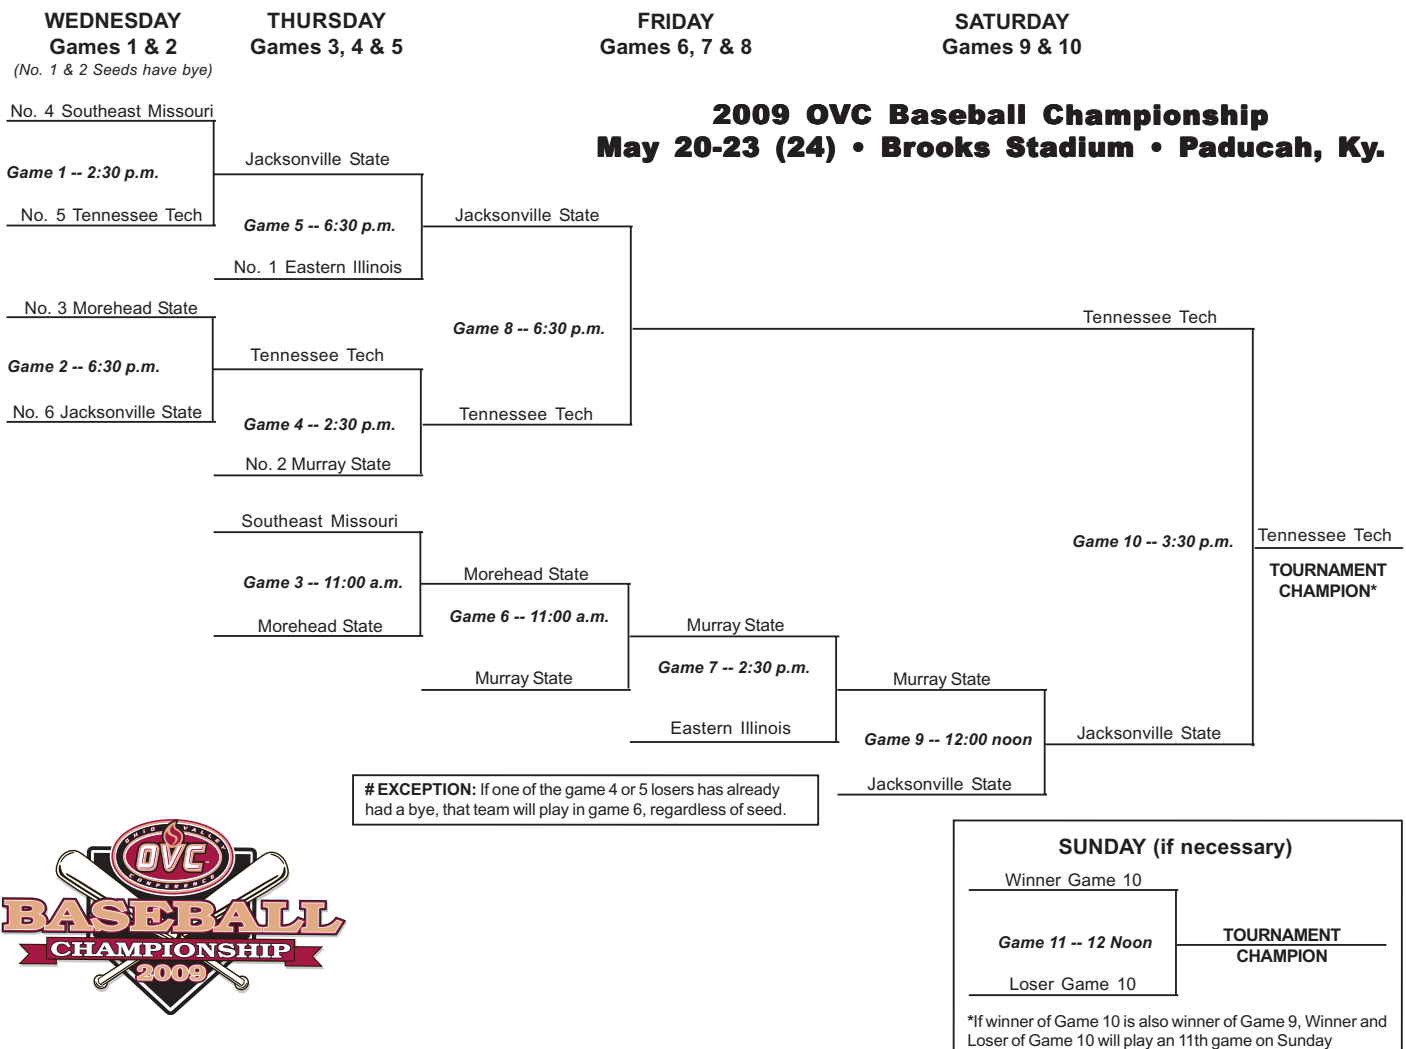 WEDNESDAY
Games 1 & 2
(No. 1 & 2 Seeds have bye)
THURSDAY
Games 3, 4 & 5
FRIDAY
Games 6, 7 & 8
SATURDAY
Games 9 & 10
2009 OVC Baseball Championship
May 20-23 (24) • Brooks Stadium • Paducah, Ky.
No. 4 Southeast Missouri
Game 1 -- 2:30 p.m.
No. 5 Tennessee Tech
No. 3 Morehead State
Game 2 -- 6:30 p.m.
No. 6 Jacksonville State
Jacksonville State
Game 5 -- 6:30 p.m.
No. 1 Eastern Illinois
Tennessee Tech
Game 4 -- 2:30 p.m.
No. 2 Murray State
Southeast Missouri
Game 3 -- 11:00 a.m.
Morehead State
Jacksonville State
Game 8 -- 6:30 p.m.
Tennessee Tech
Morehead State
Game 6 -- 11:00 a.m.
Murray State
Murray State
Game 7 -- 2:30 p.m.
Eastern Illinois
Murray State
Game 9 -- 12:00 noon
Jacksonville State
Tennessee Tech
Game 10 -- 3:30 p.m.
Jacksonville State
Tennessee Tech
TOURNAMENT
CHAMPION*
# EXCEPTION: If one of the game 4 or 5 losers has already
had a bye, that team will play in game 6, regardless of seed.
OHIO VALLEY
OVC
CONFERENCE
BASEBALL
CHAMPIONSHIP
2009
SUNDAY (if necessary)
Winner Game 10
Game 11 -- 12 Noon
Loser Game 10
TOURNAMENT
CHAMPION
*If winner of Game 10 is also winner of Game 9, Winner and
Loser of Game 10 will play an 11th game on Sunday